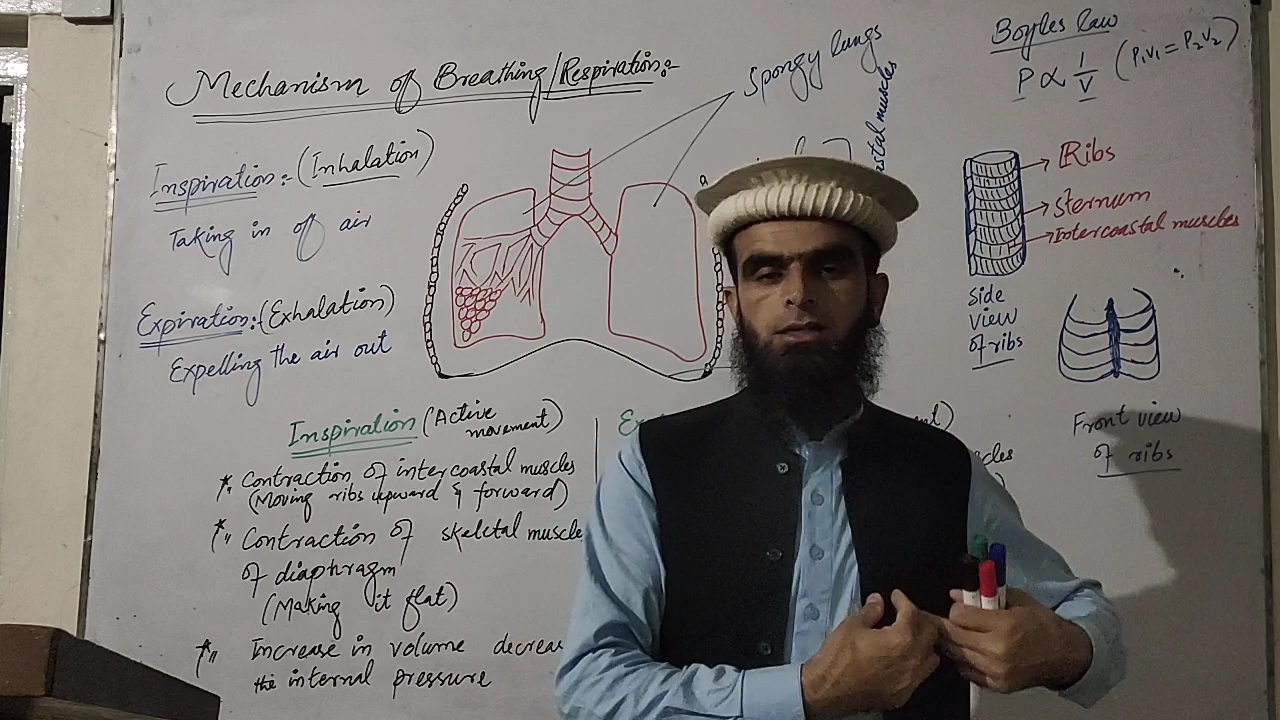 Mechanism of Breathing/Respiration:-
Spongy lungs
Boyles law
P ∝ 1/V (P₁V₁ = P₂V₂)
Inspiration: (Inhalation)
Taking in of air
Expiration: (Exhalation)
Expelling the air out
muscles
Ribs
Sternum
Intercoastal muscles
Side
view
of ribs
Front view
of ribs
Inspiration (Active
movement)
*" Contraction of intercoastal muscles
(Moving ribs upward & forward)
*" Contraction of skeletal muscle
of diaphragm
(Making it flat)
*" Increase in volume decreas
the internal pressure